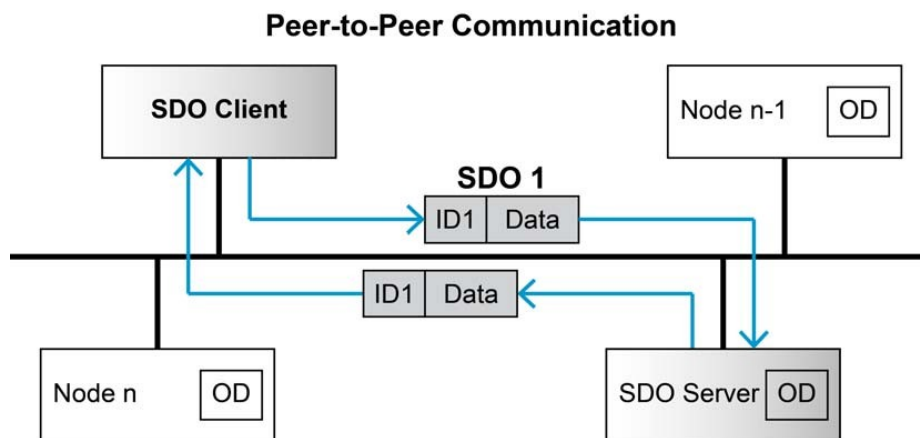 Peer-to-Peer Communication
SDO Client
Node n-1 OD
SDO 1
ID1 Data
ID1 Data
Node n OD
SDO Server OD